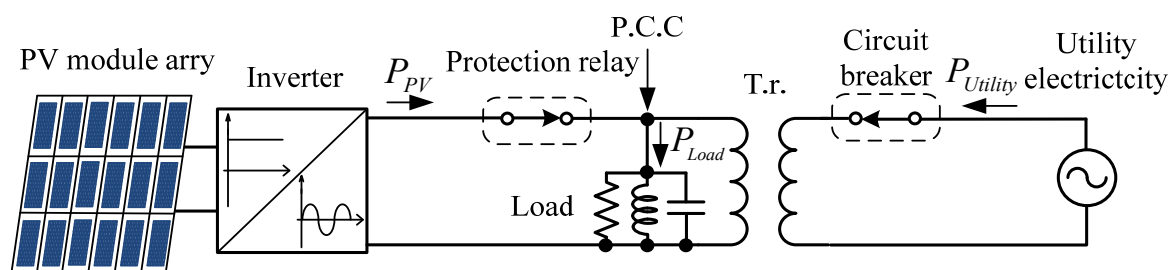 PV module arry
Inverter
P_PV
Protection relay
P.C.C
P_Load
Load
T.r.
Circuit
breaker
P_Utility
Utility
electrictcity